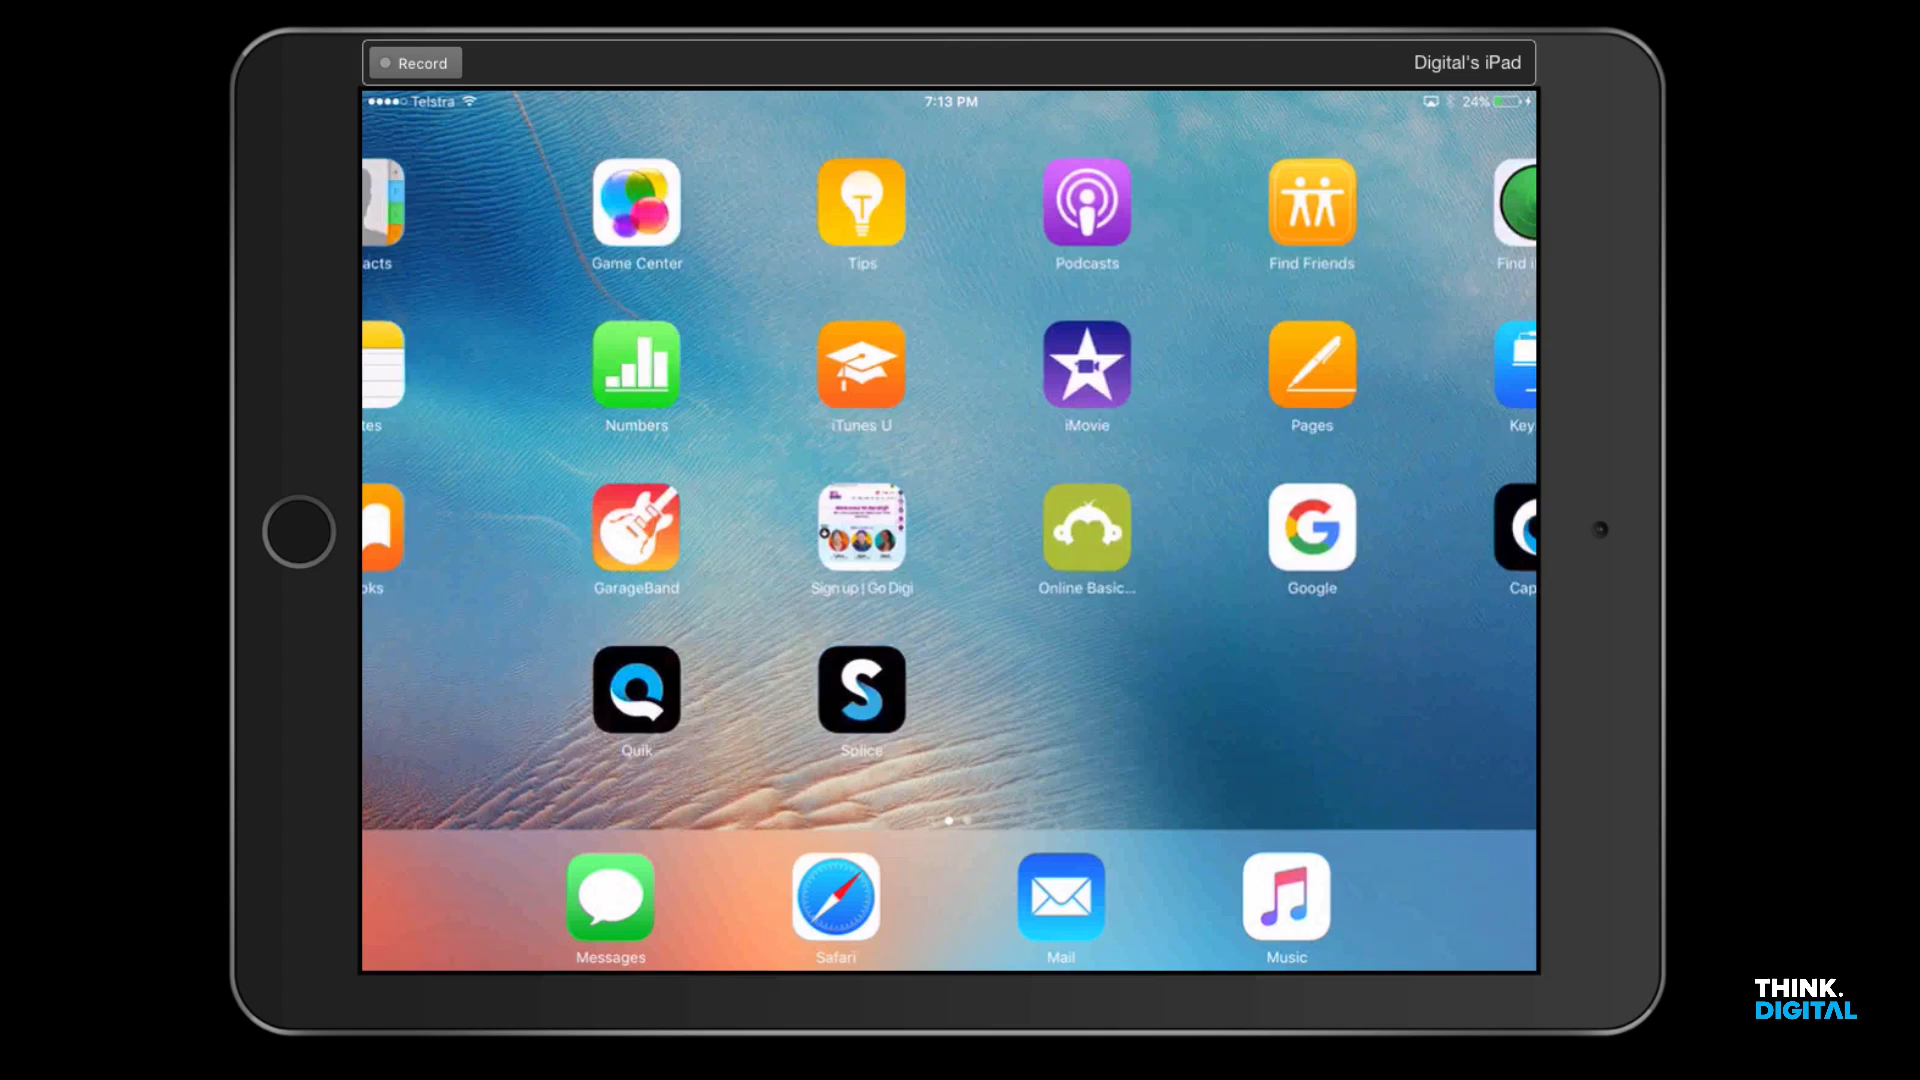 Record
Digital's iPad
Telstra
7:13 PM
24%
acts
Game Center
Tips
Podcasts
Find Friends
Find i
tes
Numbers
iTunes U
iMovie
Pages
Key
oks
GarageBand
Sign up | Go Digi
Online Basic...
Google
Cap
Quik
Splice
Messages
Safari
Mail
Music
THINK.
DIGITAL